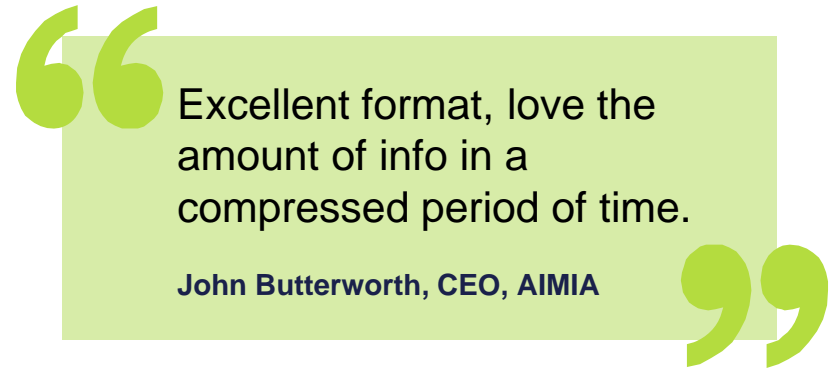 Excellent format, love the
amount of info in a
compressed period of time.
John Butterworth, CEO, AIMIA